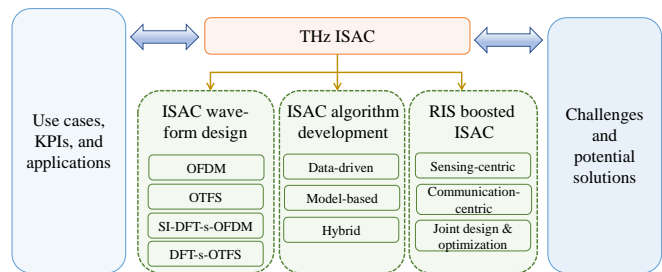 THz ISAC
Use cases,
KPIs, and
applications
ISAC wave-
form design
OFDM
OTFS
SI-DFT-s-OFDM
DFT-s-OTFS
ISAC algorithm
development
Data-driven
Model-based
Hybrid
RIS boosted
ISAC
Sensing-centric
Communication-
centric
Joint design &
optimization
Challenges
and
potential
solutions